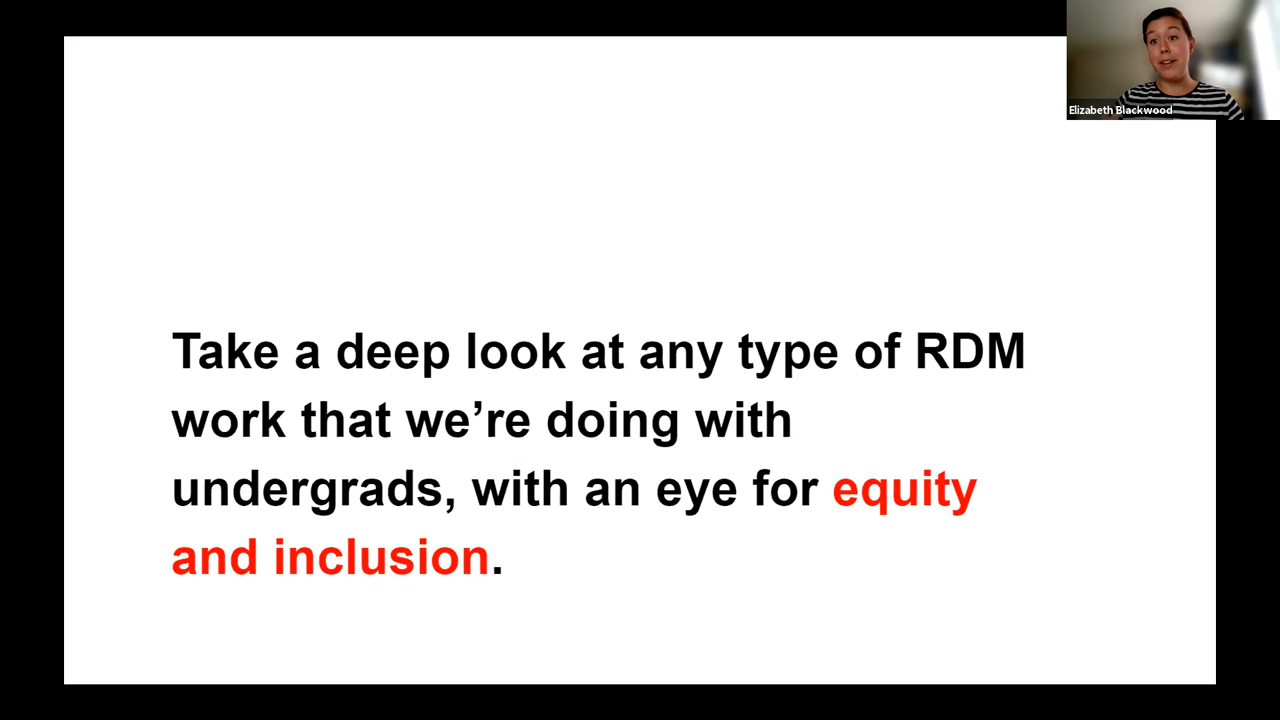 Elizabeth Blackwood
Take a deep look at any type of RDM
work that we’re doing with
undergrads, with an eye for equity
and inclusion.